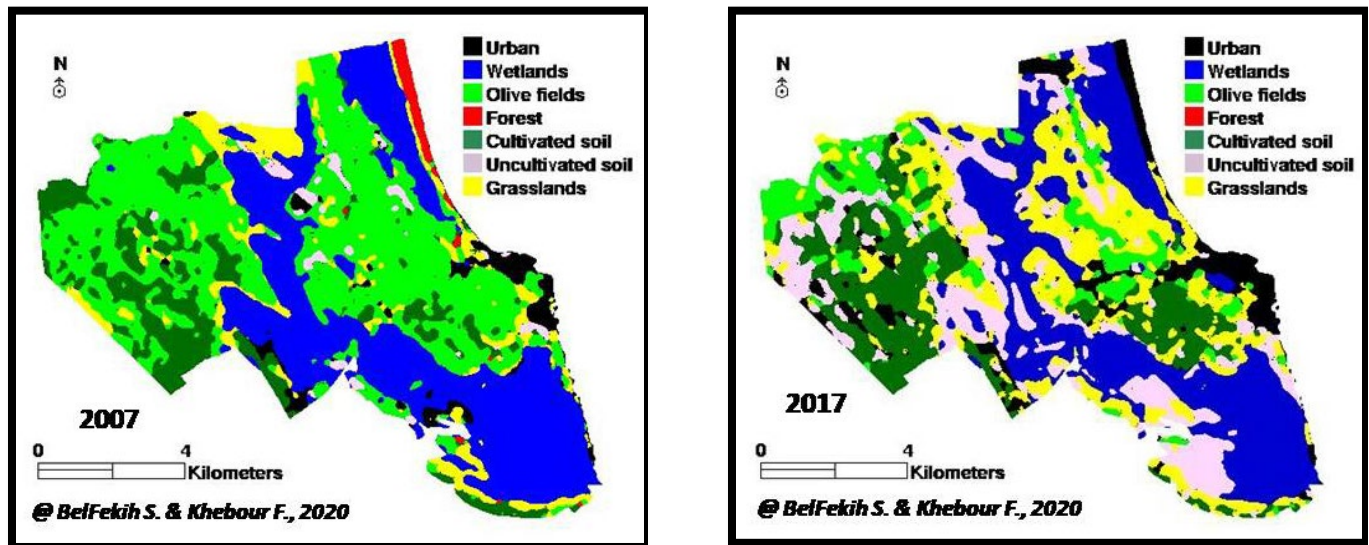 N
Urban
Wetlands
Olive fields
Forest
Cultivated soil
Uncultivated soil
Grasslands
2007
0 4
Kilometers
@ BelFekih S. & Khebour F., 2020
N
Urban
Wetlands
Olive fields
Forest
Cultivated soil
Uncultivated soil
Grasslands
2017
0 4
Kilometers
@ BelFekih S. & Khebour F., 2020